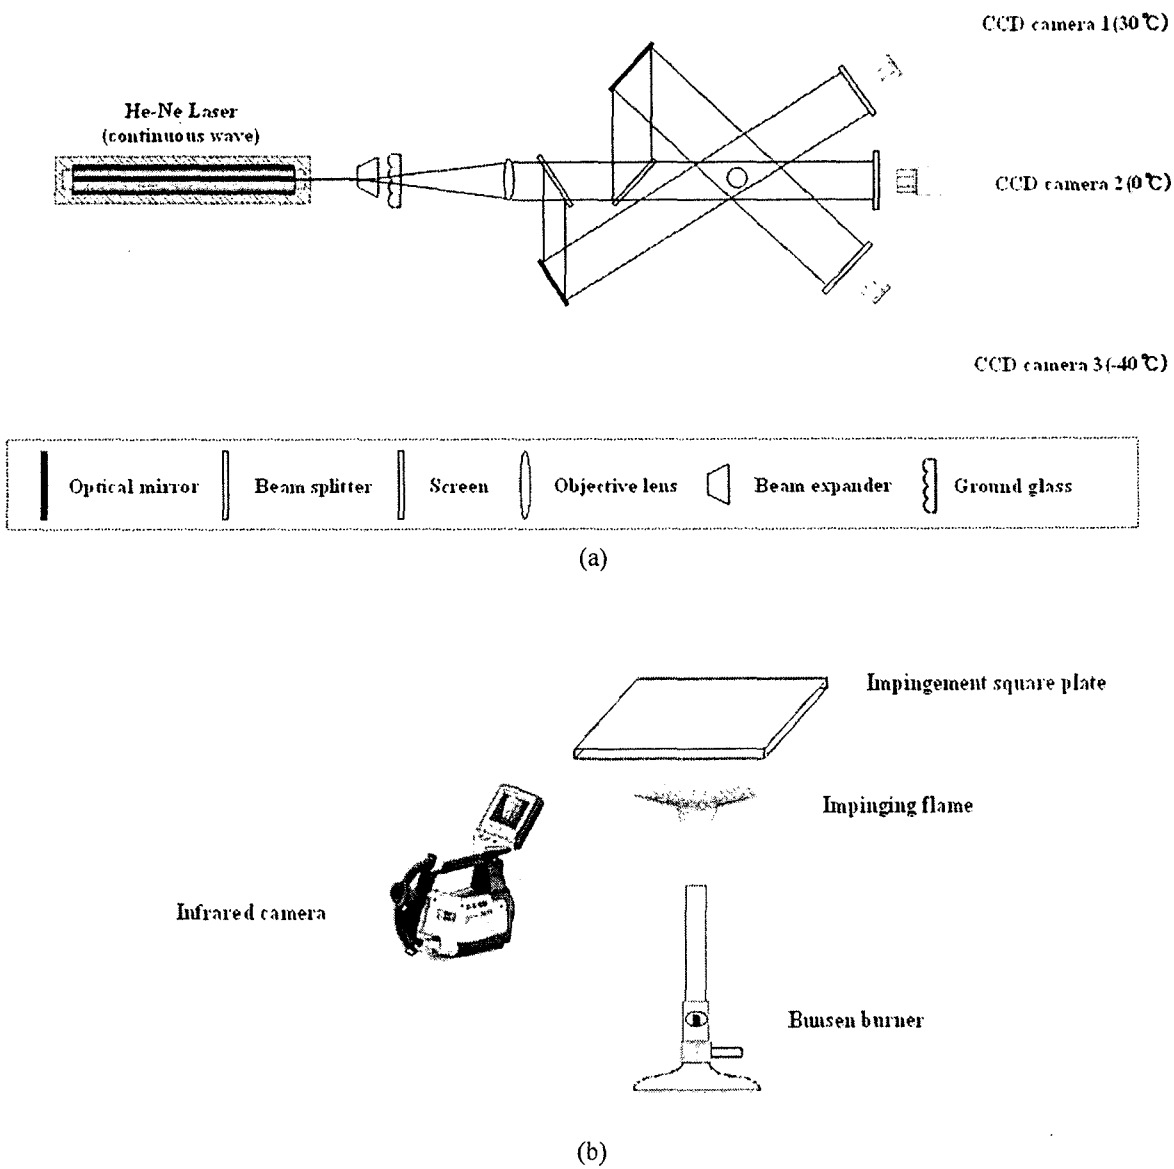 CCD camera 1(30℃)
He-Ne Laser
(continuous wave)
CCD camera 2(0℃)
CCD camera 3(-40℃)
Optical mirror
Beam splitter
Screen
Objective lens
Beam expander
Ground glass
(a)
Impingement square plate
Impinging flame
Infrared camera
Bunsen burner
(b)